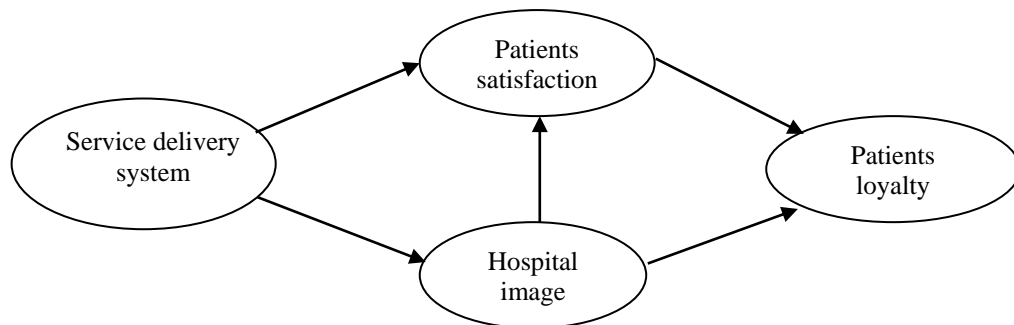 Patients
satisfaction
Service delivery
system
Patients
loyalty
Hospital
image